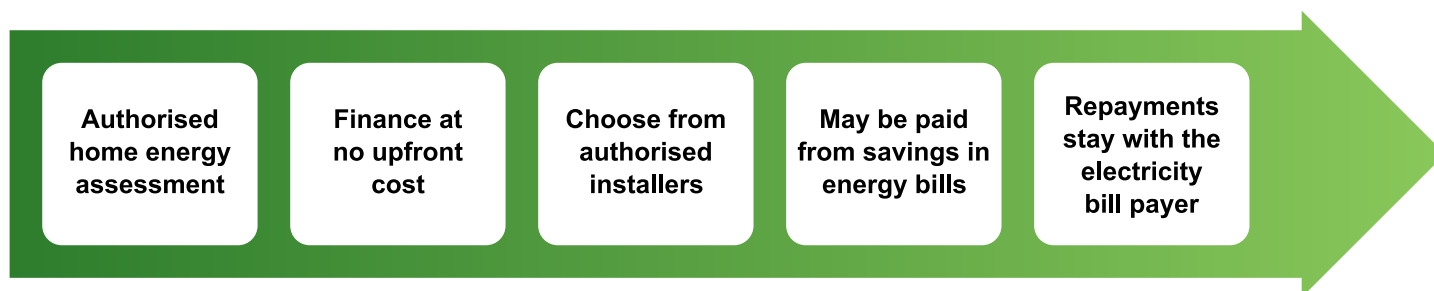 Authorised
home energy
assessment
Finance at
no upfront
cost
Choose from
authorised
installers
May be paid
from savings in
energy bills
Repayments
stay with the
electricity
bill payer